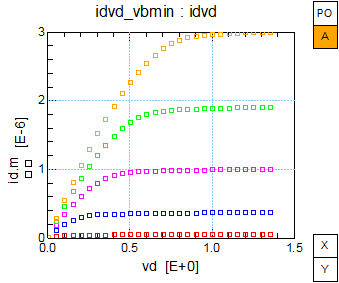 idvd_vbmin : idvd
PO
A
3
2
1
0
id.m [E-6]
0.0
0.5
1.0
1.5
vd [E+0]
X
Y